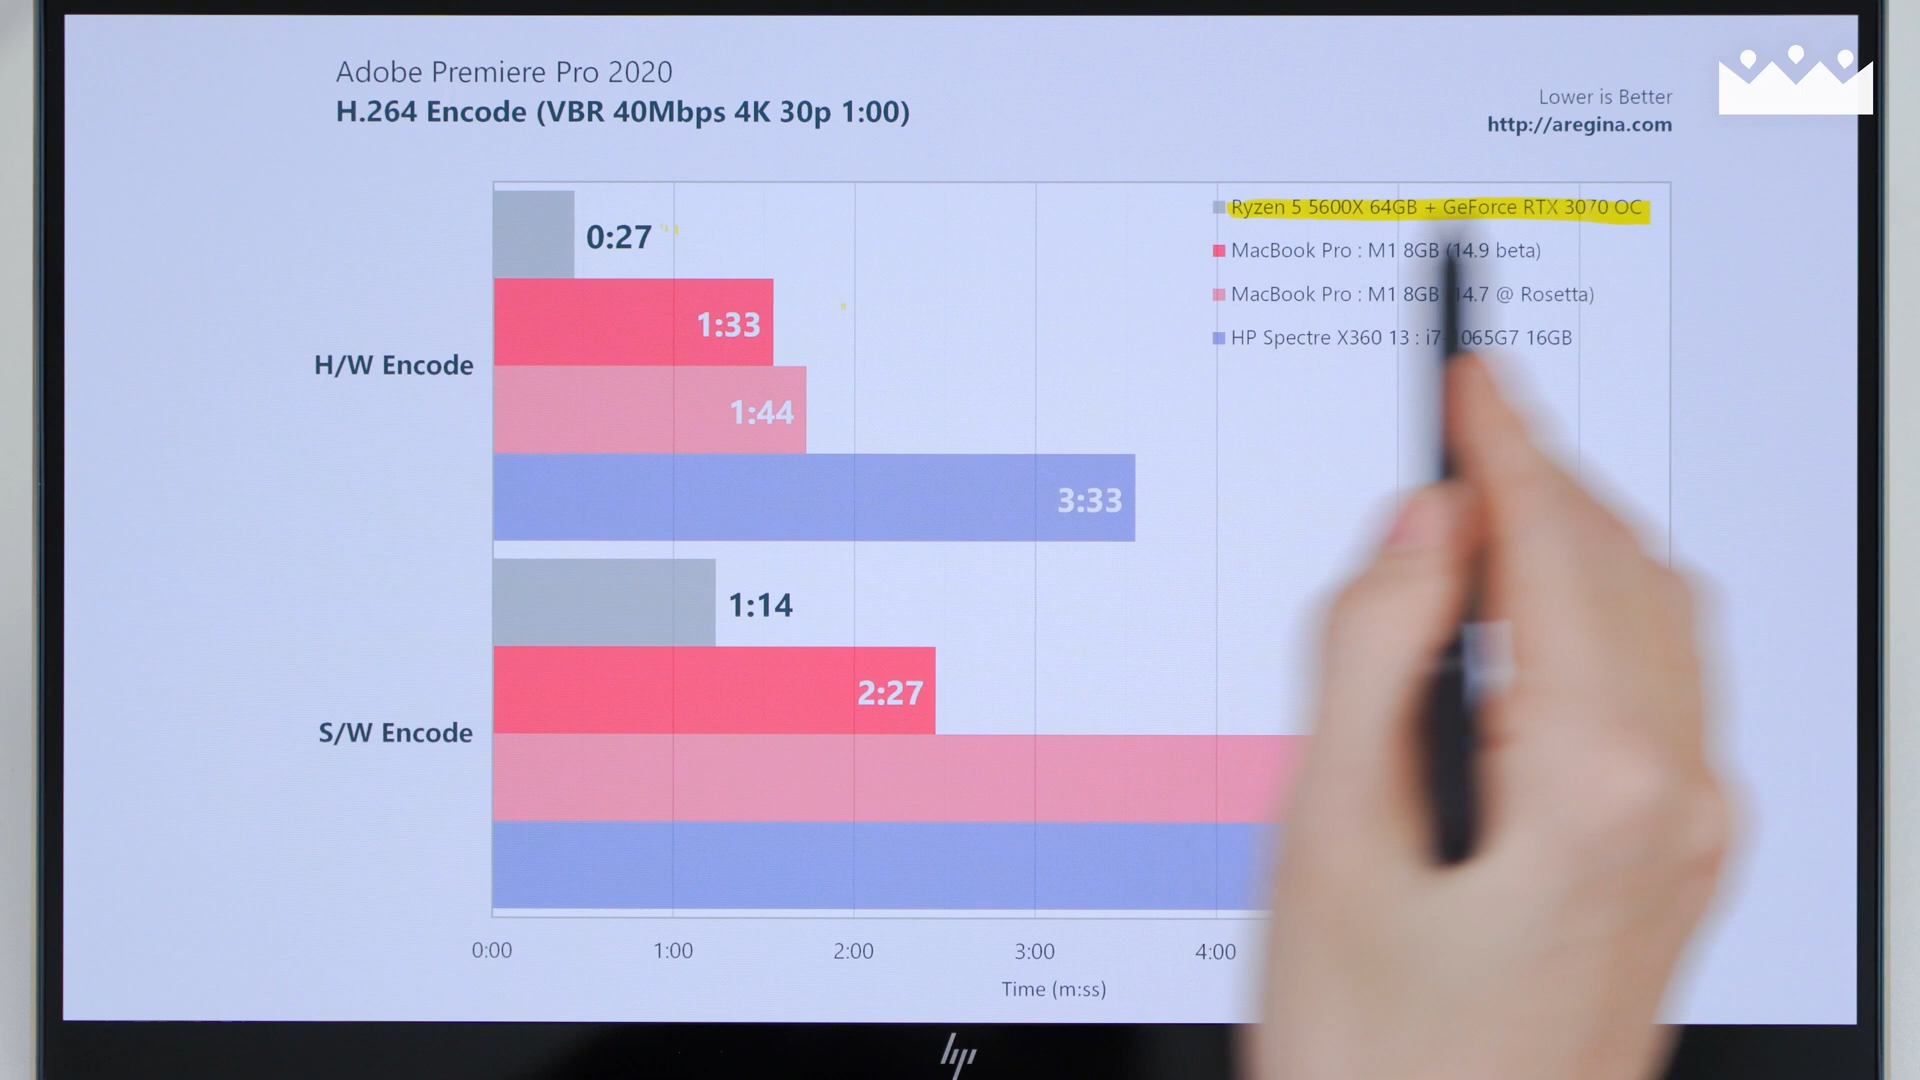 Adobe Premiere Pro 2020
H.264 Encode (VBR 40Mbps 4K 30p 1:00)
Lower is Better
http://aregina.com
Ryzen 5 5600X 64GB + GeForce RTX 3070 OC
MacBook Pro : M1 8GB (14.9 beta)
MacBook Pro : M1 8GB 14.7 @ Rosetta)
HP Spectre X360 13 : i7-1065G7 16GB
H/W Encode
0:27
1:33
1:44
3:33
S/W Encode
1:14
2:27
0:00 1:00 2:00 3:00 4:00
Time (m:ss)
hp